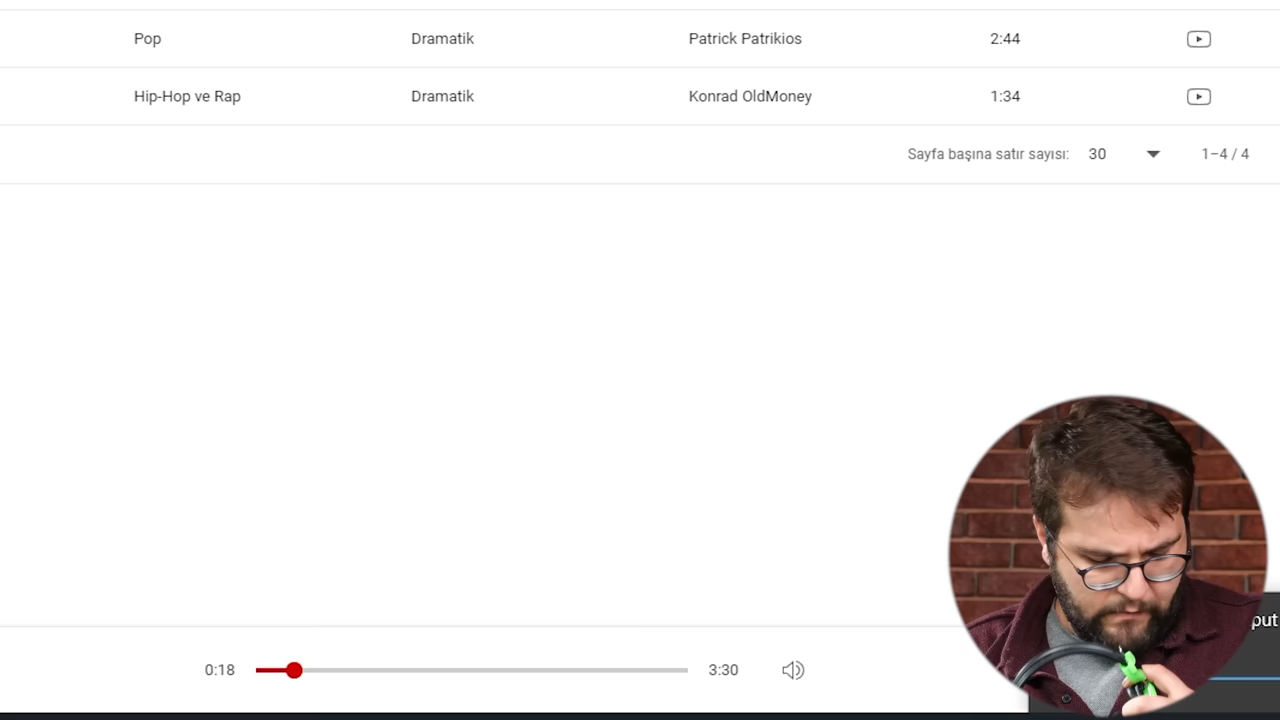 Pop Dramatik Patrick Patrikios 2:44
Hip-Hop ve Rap Dramatik Konrad OldMoney 1:34
Sayfa başına satır sayısı: 30 1–4 / 4
0:18 3:30
put